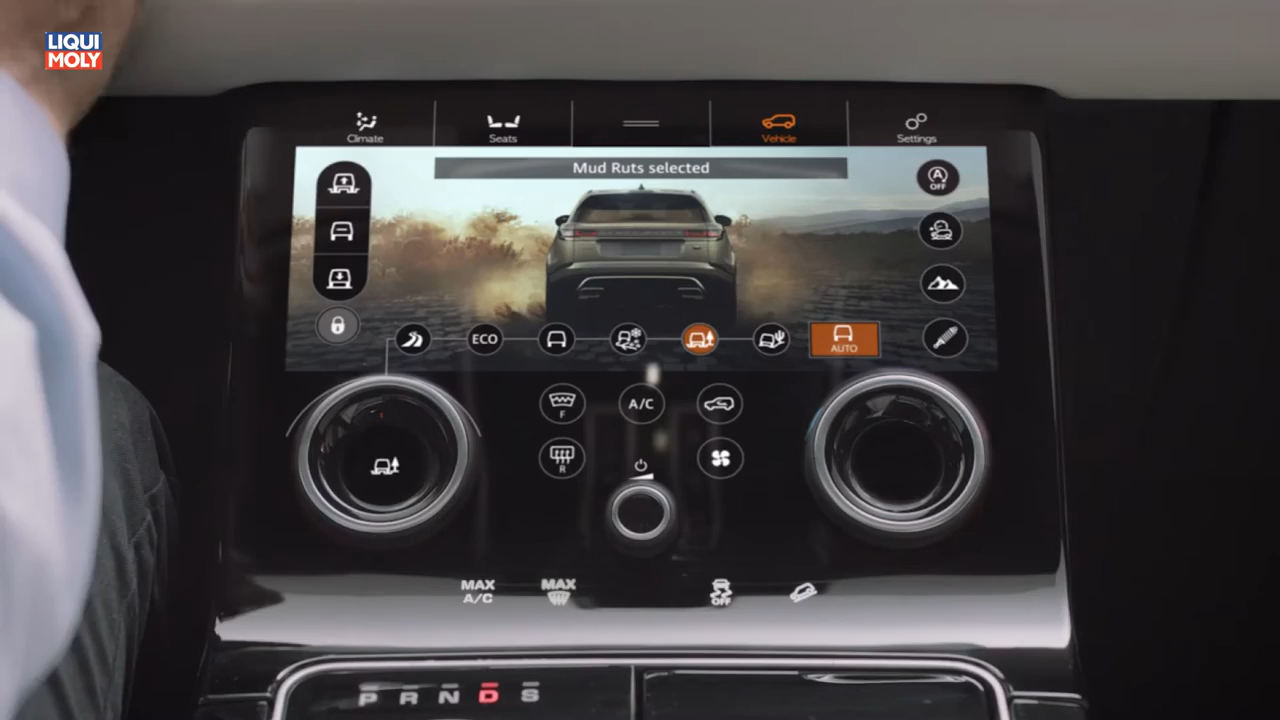 LIQUI
MOLY
Climate
Seats
Vehicle
Settings
Mud Ruts selected
A
OFF
ECO
AUTO
F
A/C
R
MAX
A/C
MAX
OFF
P R N D S